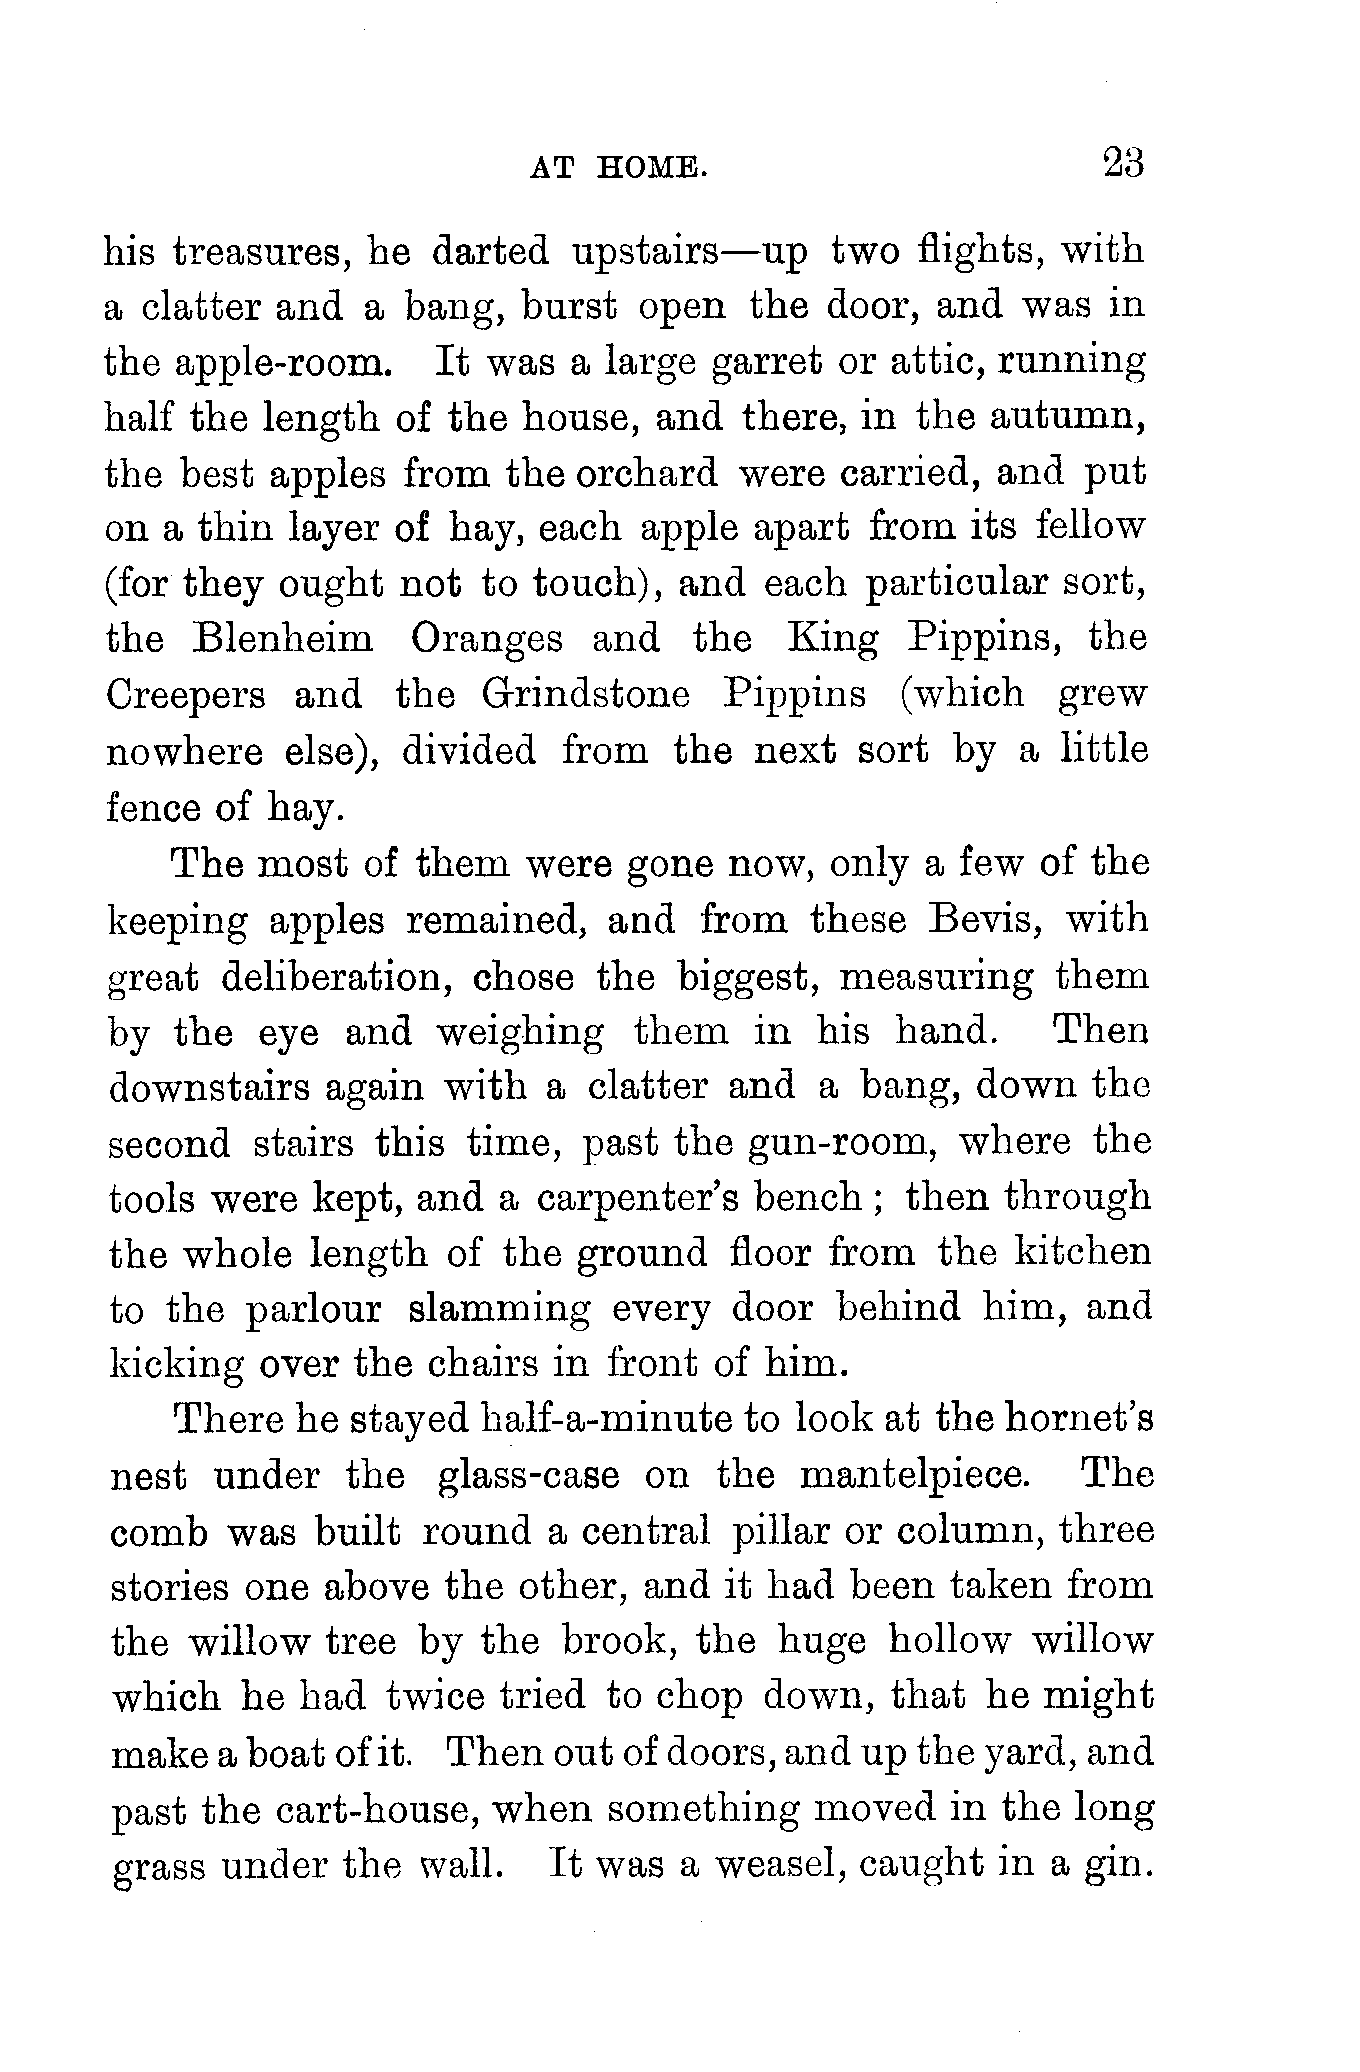 AT HOME. 23
his treasures, he darted upstairs—up two flights, with
a clatter and a bang, burst open the door, and was in
the apple-room. It was a large garret or attic, running
half the length of the house, and there, in the autumn,
the best apples from the orchard were carried, and put
on a thin layer of hay, each apple apart from its fellow
(for they ought not to touch), and each particular sort,
the Blenheim Oranges and the King Pippins, the
Creepers and the Grindstone Pippins (which grew
nowhere else), divided from the next sort by a little
fence of hay.
The most of them were gone now, only a few of the
keeping apples remained, and from these Bevis, with
great deliberation, chose the biggest, measuring them
by the eye and weighing them in his hand. Then
downstairs again with a clatter and a bang, down the
second stairs this time, past the gun-room, where the
tools were kept, and a carpenter's bench ; then through
the whole length of the ground floor from the kitchen
to the parlour slamming every door behind him, and
kicking over the chairs in front of him.
There he stayed half-a-minute to look at the hornet's
nest under the glass-case on the mantelpiece. The
comb was built round a central pillar or column, three
stories one above the other, and it had been taken from
the willow tree by the brook, the huge hollow willow
which he had twice tried to chop down, that he might
make a boat of it. Then out of doors, and up the yard, and
past the cart-house, when something moved in the long
grass under the wall. It was a weasel, caught in a gin.